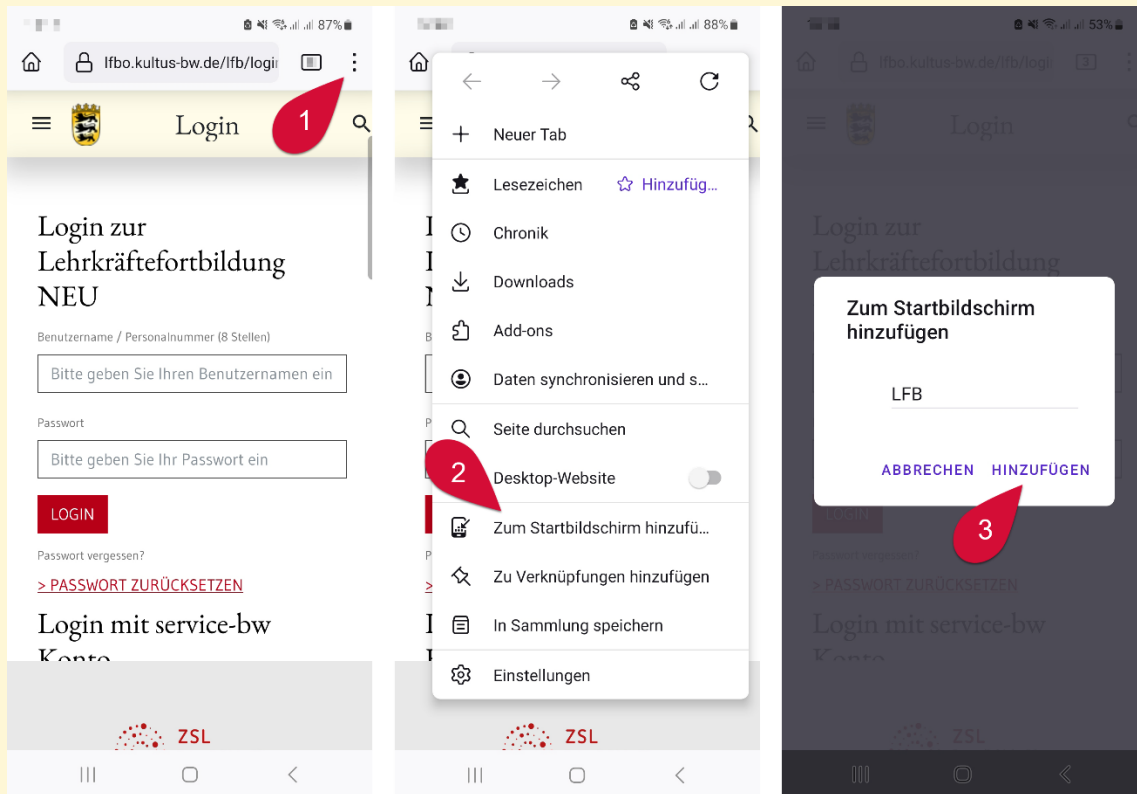 87%
lfbo.kultus-bw.de/lfb/logi
1
Login
Login zur
Lehrkräftefortbildung
NEU
Benutzername / Personalnummer (8 Stellen)
Bitte geben Sie Ihren Benutzernamen ein
Passwort
Bitte geben Sie Ihr Passwort ein
LOGIN
Passwort vergessen?
> PASSWORT ZURÜCKSETZEN
Login mit service-bw
Konto
ZSL
88%
Neuer Tab
Lesezeichen
Hinzufüg...
Chronik
Downloads
Add-ons
Daten synchronisieren und s...
Seite durchsuchen
2
Desktop-Website
Zum Startbildschirm hinzufü...
Zu Verknüpfungen hinzufügen
In Sammlung speichern
Einstellungen
ZSL
53%
lfbo.kultus-bw.de/lfb/logi
3
Login
Login zur
Lehrkräftefortbildung
Zum Startbildschirm
hinzufügen
LFB
ABBRECHEN HINZUFÜGEN
3
LOGIN
Passwort vergessen?
> PASSWORT ZURÜCKSETZEN
Login mit service-bw
Konto
ZSL